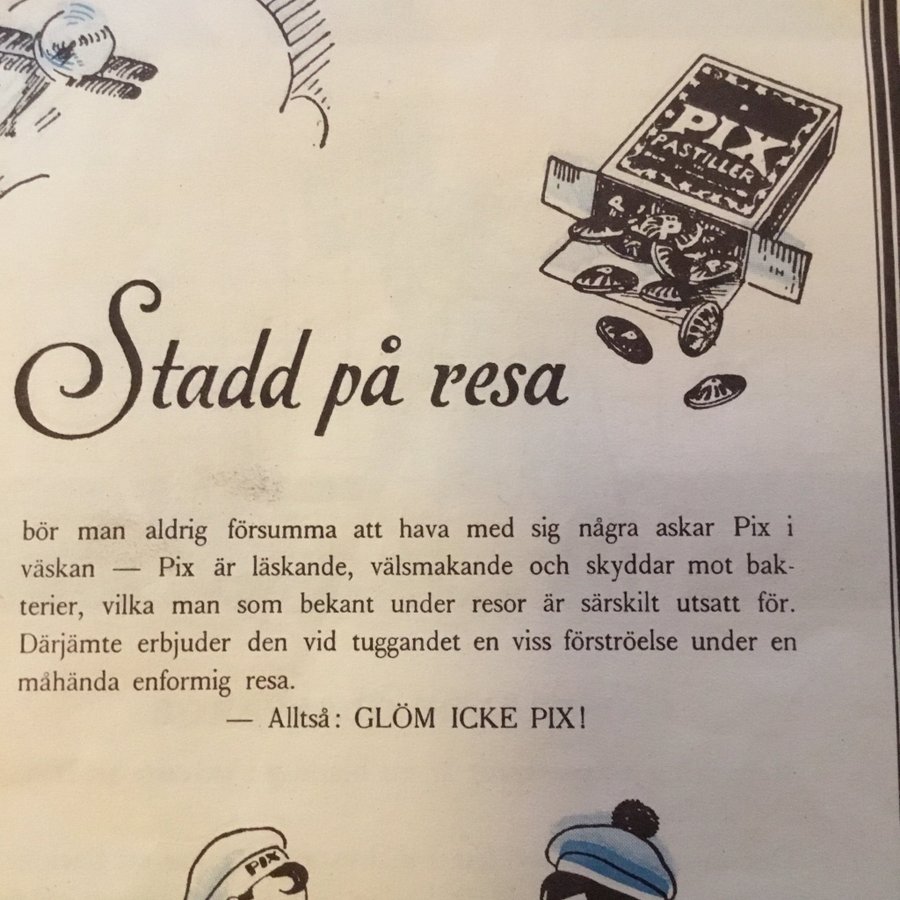 PIX
PASTILLER
Stadd på resa
bör man aldrig försumma att hava med sig några askar Pix i
väskan — Pix är läskande, välsmakande och skyddar mot bak-
terier, vilka man som bekant under resor är särskilt utsatt för.
Därjämte erbjuder den vid tuggandet en viss förströelse under en
måhända enformig resa.
— Alltså: GLÖM ICKE PIX!
PIX